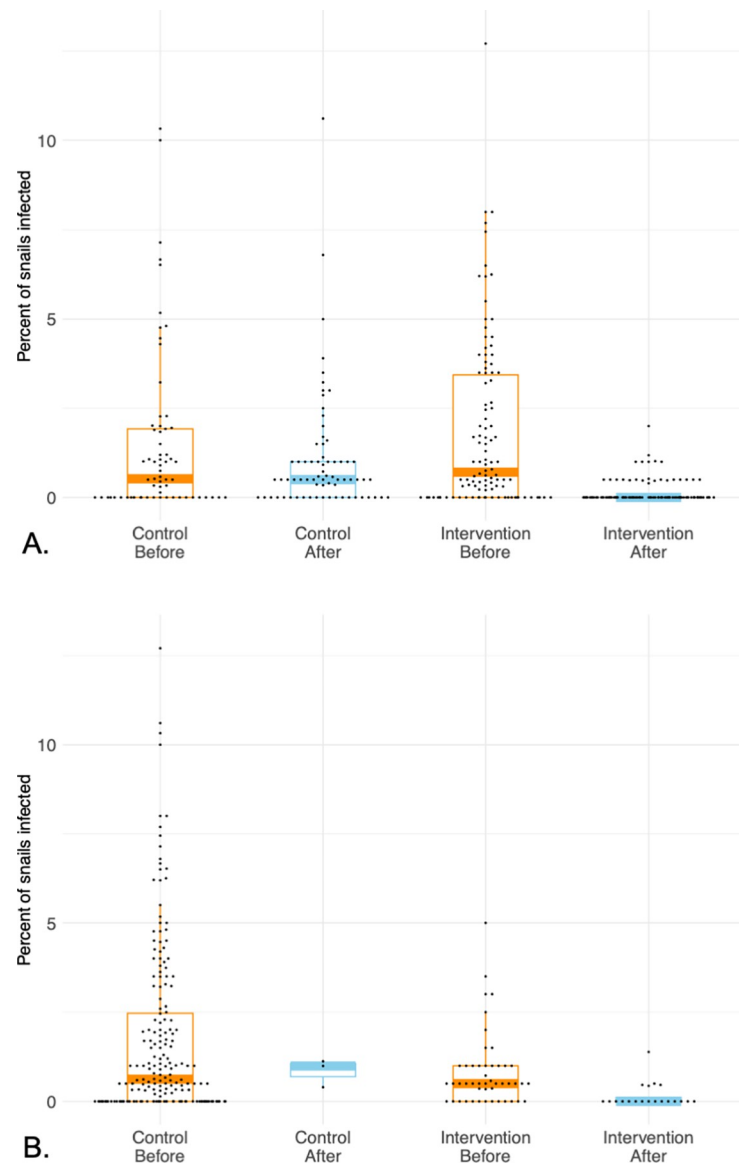 Percent of snails infected
10
5
0
Control
Before
Control
After
Intervention
Before
Intervention
After
A.
Percent of snails infected
10
5
0
Control
Before
Control
After
Intervention
Before
Intervention
After
B.